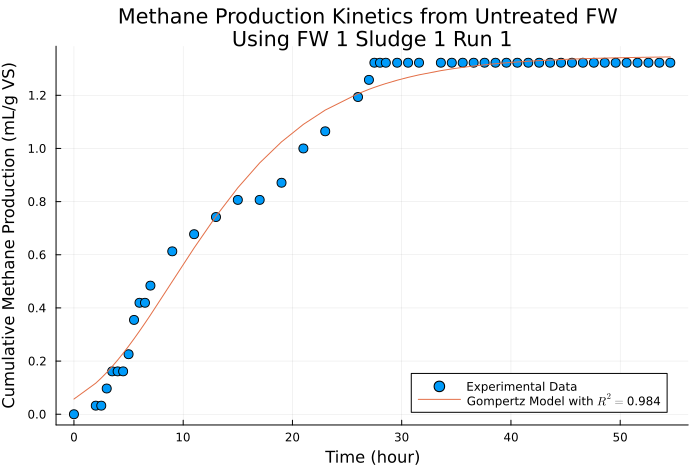 Methane Production Kinetics from Untreated FW
Using FW 1 Sludge 1 Run 1
Cumulative Methane Production (mL/g VS)
1.2
1.0
0.8
0.6
0.4
0.2
0.0
0 10 20 30 40 50
Time (hour)
Experimental Data
Gompertz Model with R² = 0.984